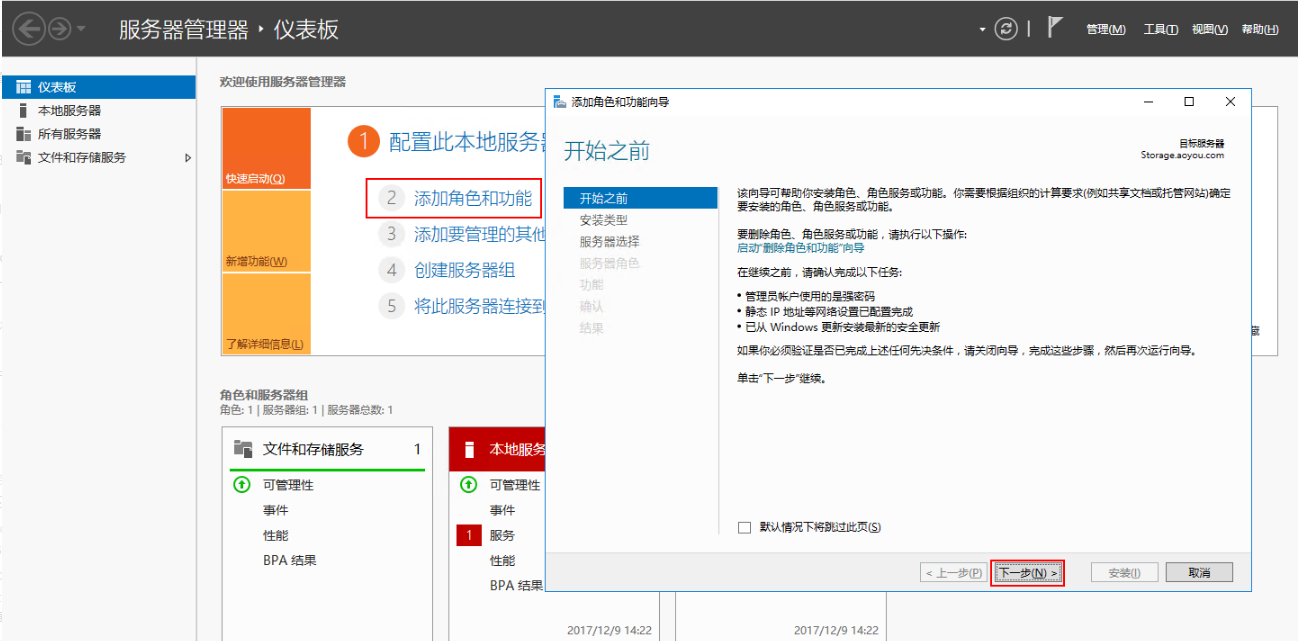 服务器管理器 ‣ 仪表板
管理(M) 工具(T) 视图(V) 帮助(H)
仪表板
本地服务器
所有服务器
文件和存储服务
欢迎使用服务器管理器
快速启动(Q)
新增功能(W)
了解详细信息(L)
1 配置此本地服务
2 添加角色和功能
3 添加要管理的其他
4 创建服务器组
5 将此服务器连接到
角色和服务器组
角色: 1 | 服务器组: 1 | 服务器总数: 1
文件和存储服务 1
可管理性
事件
性能
BPA 结果
本地服务
可管理性
事件
1 服务
性能
BPA 结果
2017/12/9 14:22
2017/12/9 14:22
添加角色和功能向导
开始之前
目标服务器
Storage.aoyou.com
开始之前
安装类型
服务器选择
服务器角色
功能
确认
结果
该向导可帮助你安装角色、角色服务或功能。你需要根据组织的计算要求(例如共享文档或托管网站)确定
要安装的角色、角色服务或功能。
要删除角色、角色服务或功能，请执行以下操作:
启动“删除角色和功能”向导
在继续之前，请确认完成以下任务:
• 管理员帐户使用的是强密码
• 静态 IP 地址等网络设置已配置完成
• 已从 Windows 更新安装最新的安全更新
如果你必须验证是否已完成上述任何先决条件，请关闭向导，完成这些步骤，然后再次运行向导。
单击“下一步”继续。
默认情况下将跳过此页(S)
< 上一步(P) 下一步(N) > 安装(I) 取消